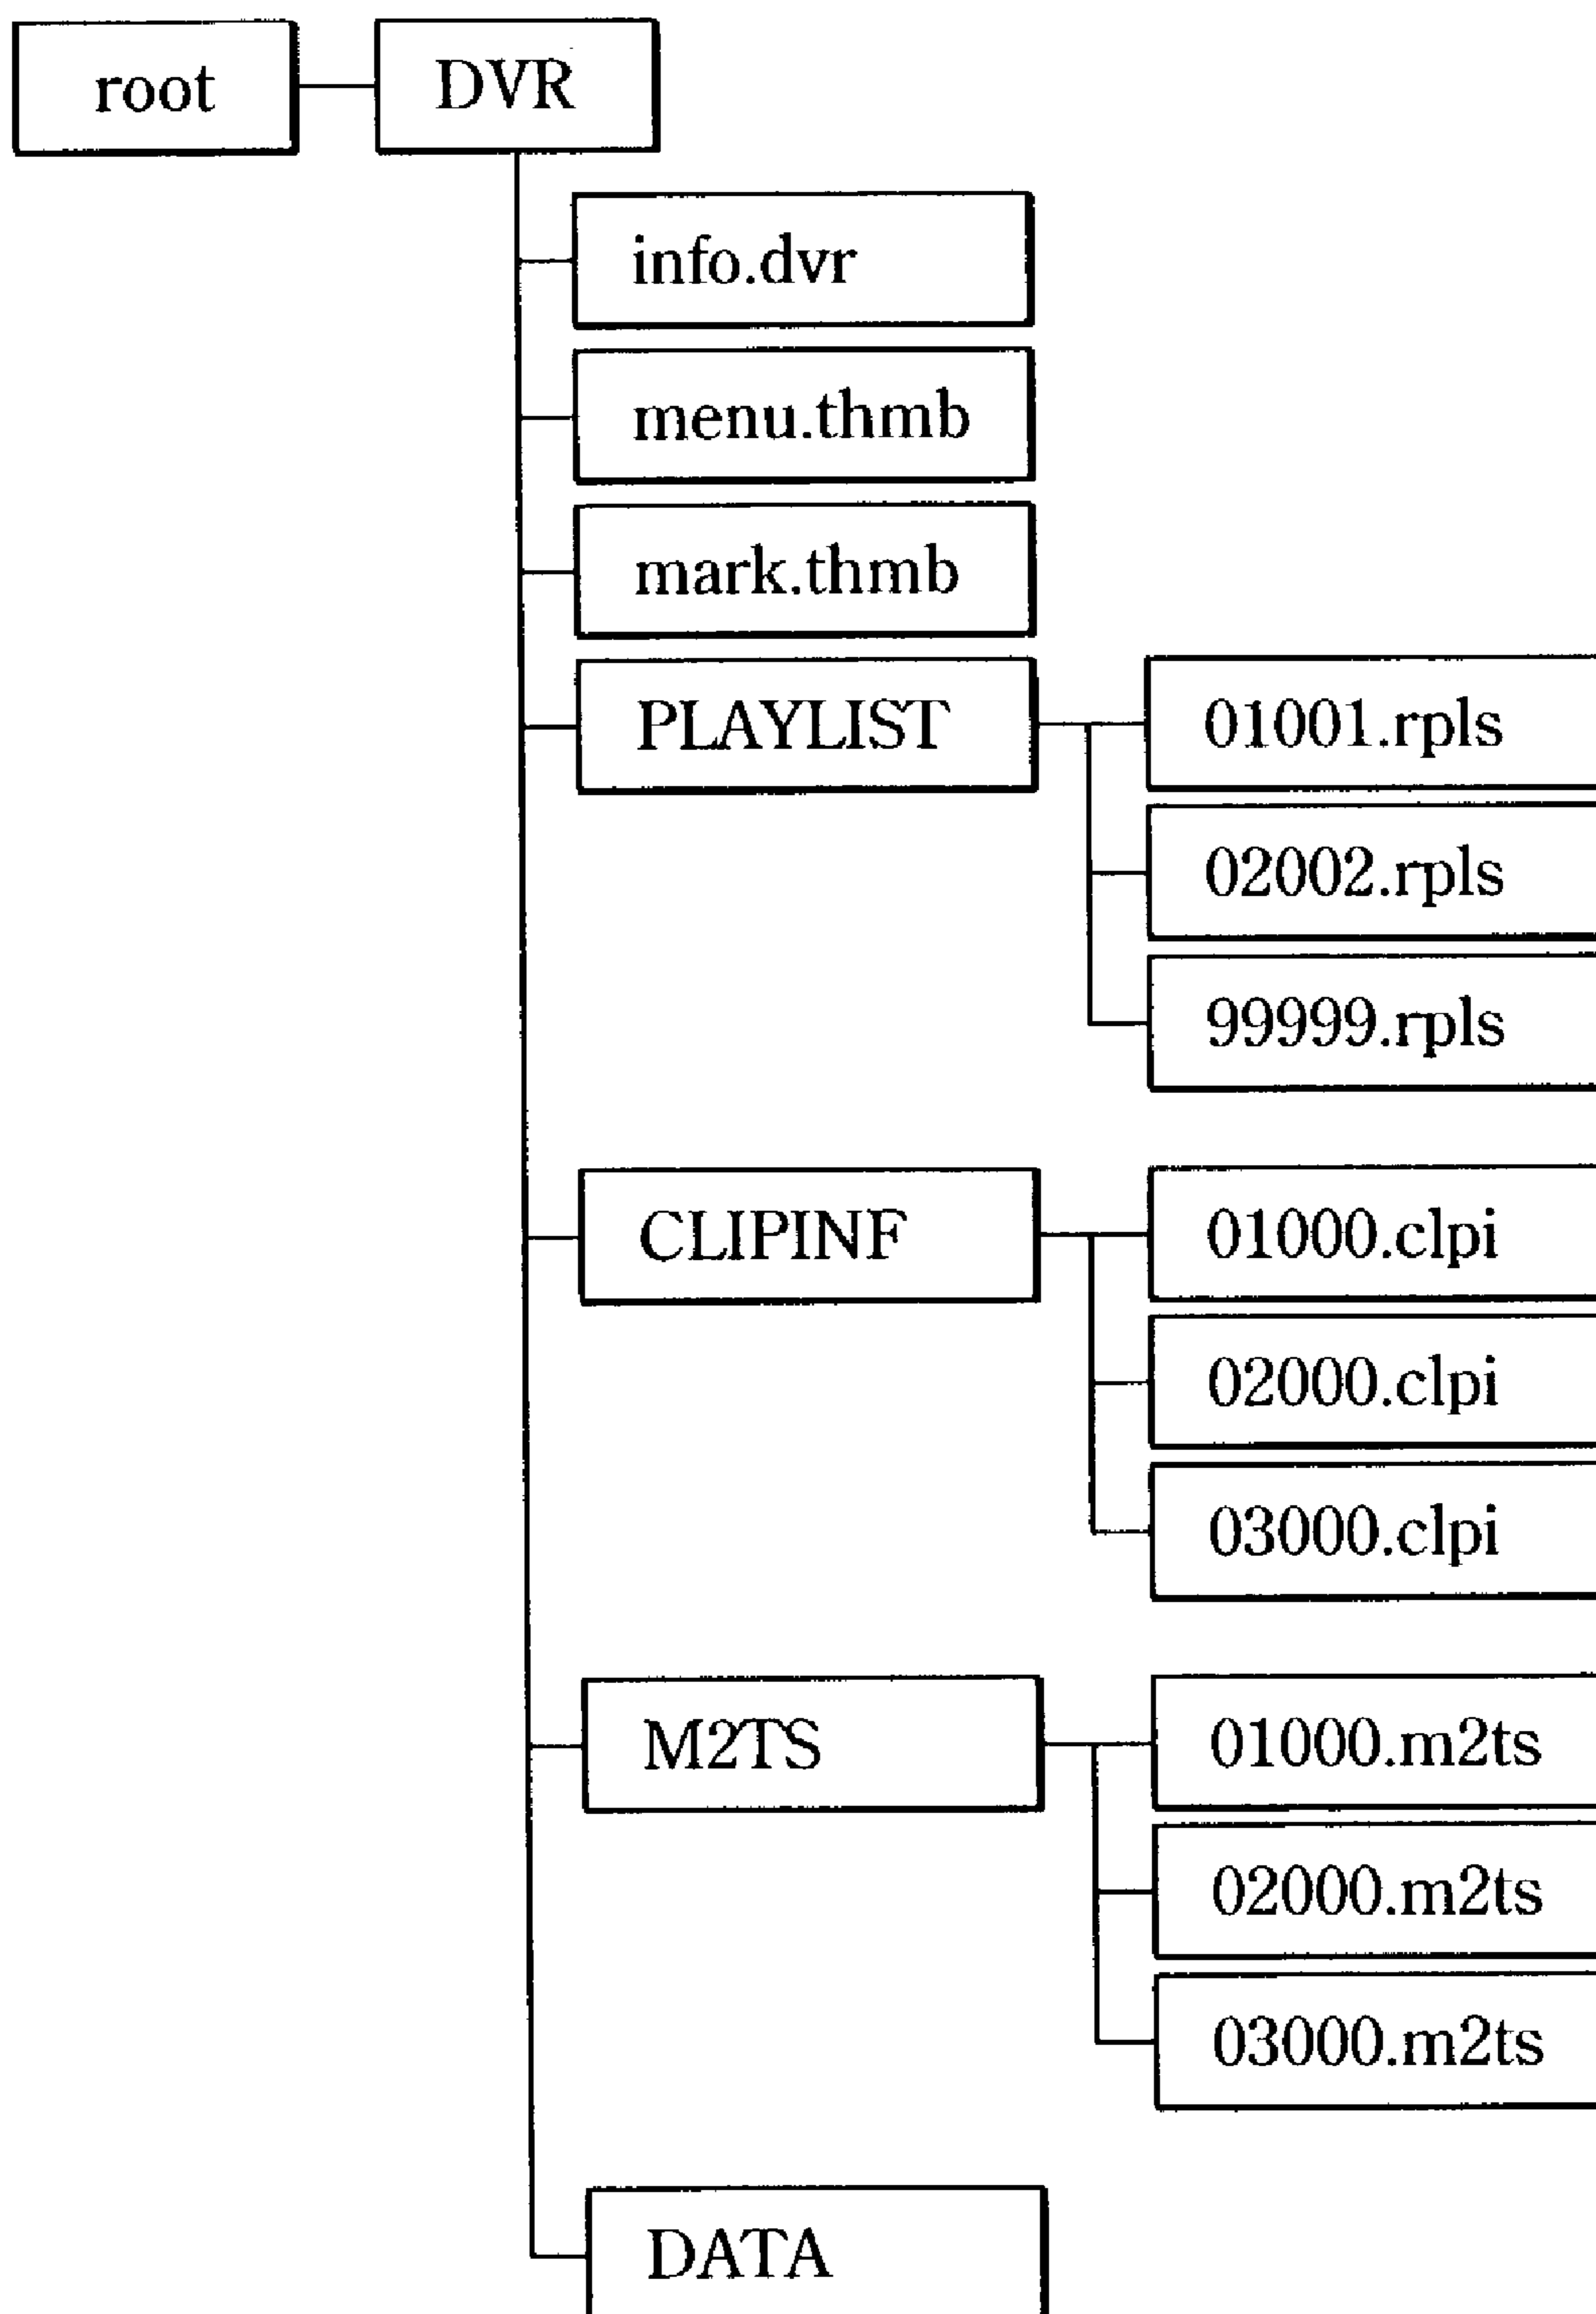 root
DVR
info.dvr
menu.thmb
mark.thmb
PLAYLIST
01001.rpls
02002.rpls
99999.rpls
CLIPINF
01000.clpi
02000.clpi
03000.clpi
M2TS
01000.m2ts
02000.m2ts
03000.m2ts
DATA